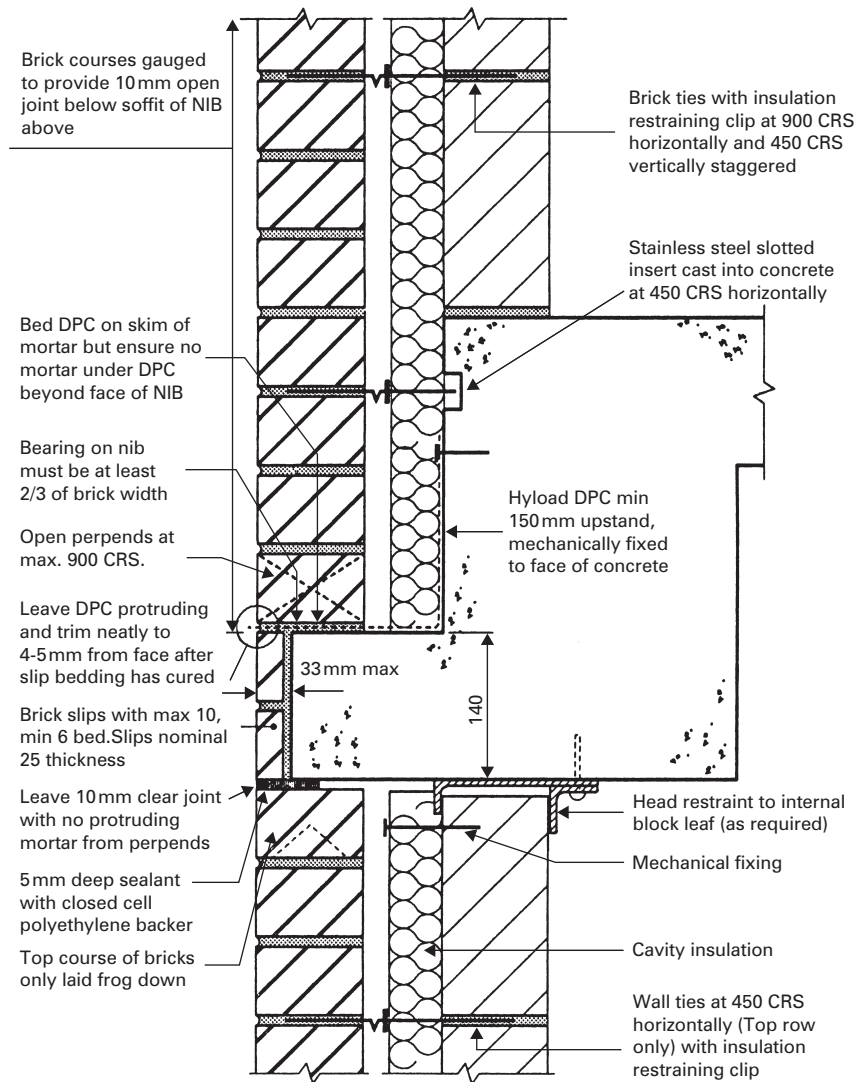 Brick courses gauged
to provide 10 mm open
joint below soffit of NIB
above
Brick ties with insulation
restraining clip at 900 CRS
horizontally and 450 CRS
vertically staggered
Stainless steel slotted
insert cast into concrete
at 450 CRS horizontally
Bed DPC on skim of
mortar but ensure no
mortar under DPC
beyond face of NIB
Bearing on nib
must be at least
2/3 of brick width
Hyload DPC min
150 mm upstand,
mechanically fixed
to face of concrete
Open perpends at
max. 900 CRS.
Leave DPC protruding
and trim neatly to
4-5 mm from face after
slip bedding has cured
33 mm max
140
Brick slips with max 10,
min 6 bed.Slips nominal
25 thickness
Leave 10 mm clear joint
with no protruding
mortar from perpends
Head restraint to internal
block leaf (as required)
Mechanical fixing
5 mm deep sealant
with closed cell
polyethylene backer
Top course of bricks
only laid frog down
Cavity insulation
Wall ties at 450 CRS
horizontally (Top row
only) with insulation
restraining clip